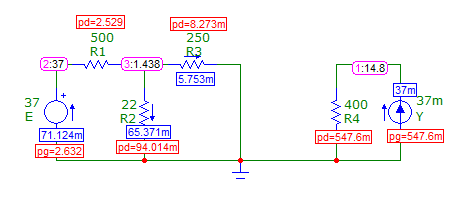 pd=2.529
500
R1
pd=8.273m
250
R3
2:37
3:1.438
5.753m
1:14.8
37
E
22
R2
400
R4
37m
37m
Y
71.124m
65.371m
pd=547.6m
pg=547.6m
pg=2.632
pd=94.014m